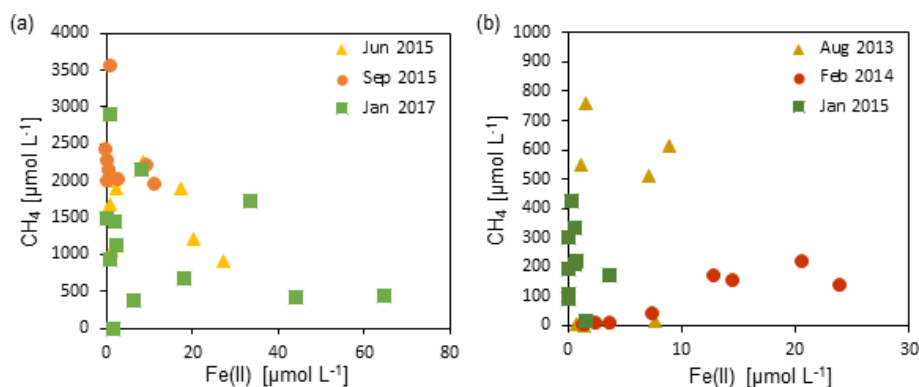 (a)
4000
3500
3000
2500
2000
1500
1000
500
0
CH₄ [µmol L⁻¹]
Jun 2015
Sep 2015
Jan 2017
0 20 40 60 80
Fe(II) [µmol L⁻¹]
(b)
1000
900
800
700
600
500
400
300
200
100
0
CH₄ [µmol L⁻¹]
Aug 2013
Feb 2014
Jan 2015
0 10 20 30
Fe(II) [µmol L⁻¹]